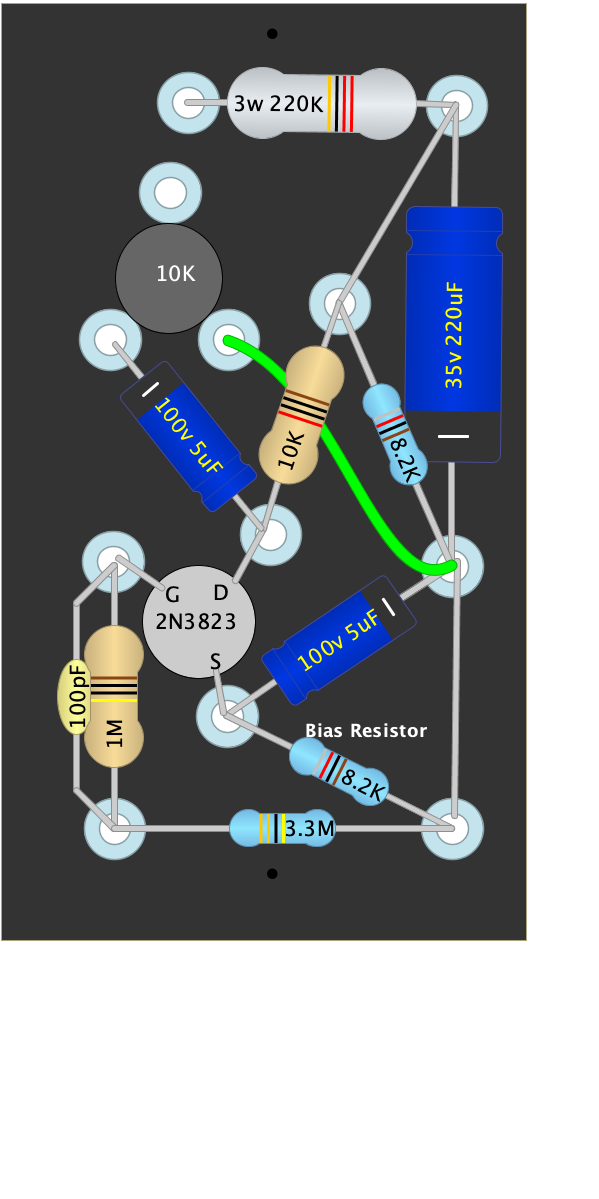 3w 220K
10K
35v 220uF
100v 5uF
10K
8.2K
G D
2N3823
S
100v 5uF
100pF
1M
Bias Resistor
8.2K
3.3M